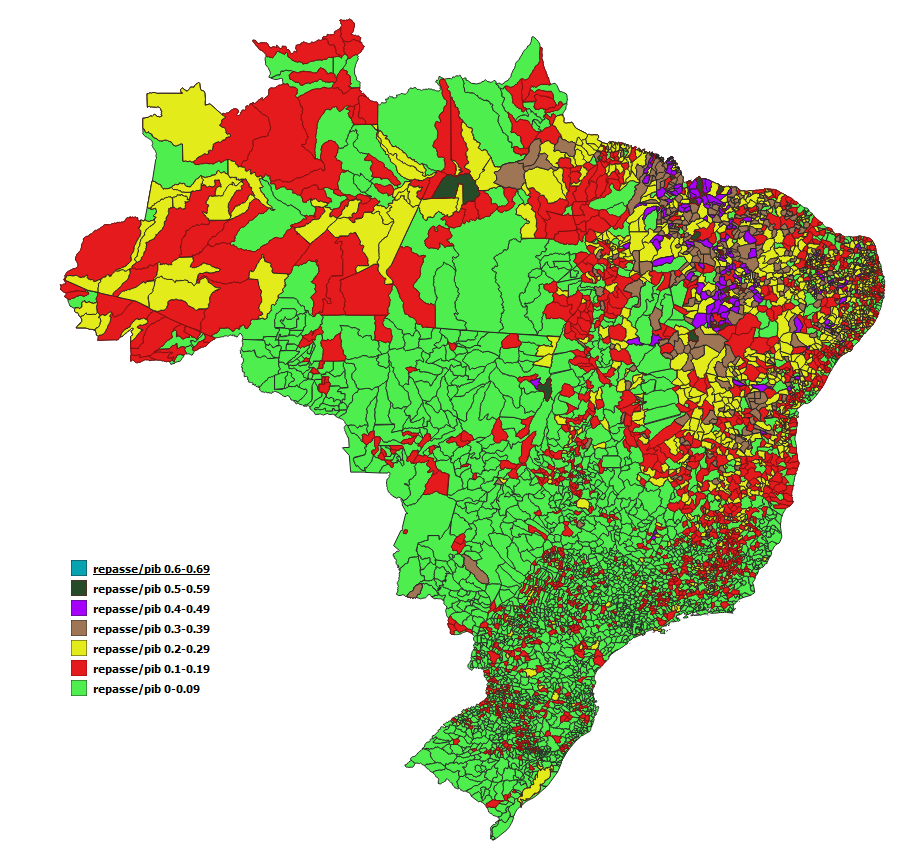 repasse/pib 0.6-0.69
repasse/pib 0.5-0.59
repasse/pib 0.4-0.49
repasse/pib 0.3-0.39
repasse/pib 0.2-0.29
repasse/pib 0.1-0.19
repasse/pib 0-0.09